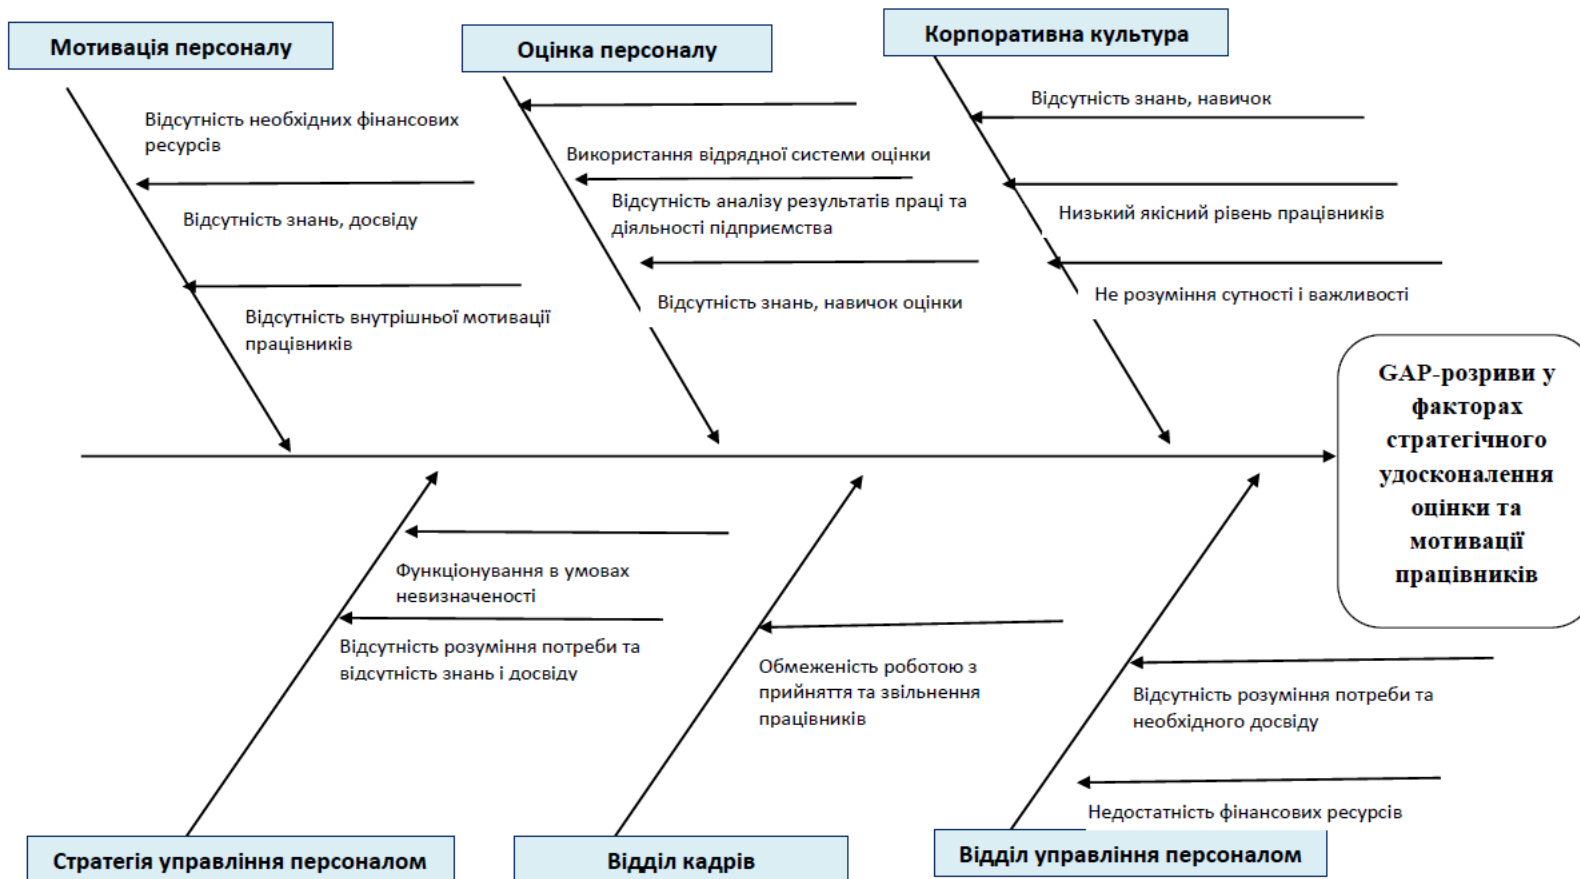 Мотивація персоналу
Оцінка персоналу
Корпоративна культура
Відсутність необхідних фінансових
ресурсів
Відсутність знань, досвіду
Відсутність внутрішньої мотивації
працівників
Використання відрядної системи оцінки
Відсутність аналізу результатів праці та
діяльності підприємства
Відсутність знань, навичок оцінки
Відсутність знань, навичок
Низький якісний рівень працівників
Не розуміння сутності і важливості
GAP-розриви у
факторах
стратегічного
удосконалення
оцінки та
мотивації
працівників
Функціонування в умовах
невизначеності
Відсутність розуміння потреби та
відсутність знань і досвіду
Обмеженість роботою з
прийняття та звільнення
працівників
Відсутність розуміння потреби та
необхідного досвіду
Недостатність фінансових ресурсів
Стратегія управління персоналом
Відділ кадрів
Відділ управління персоналом